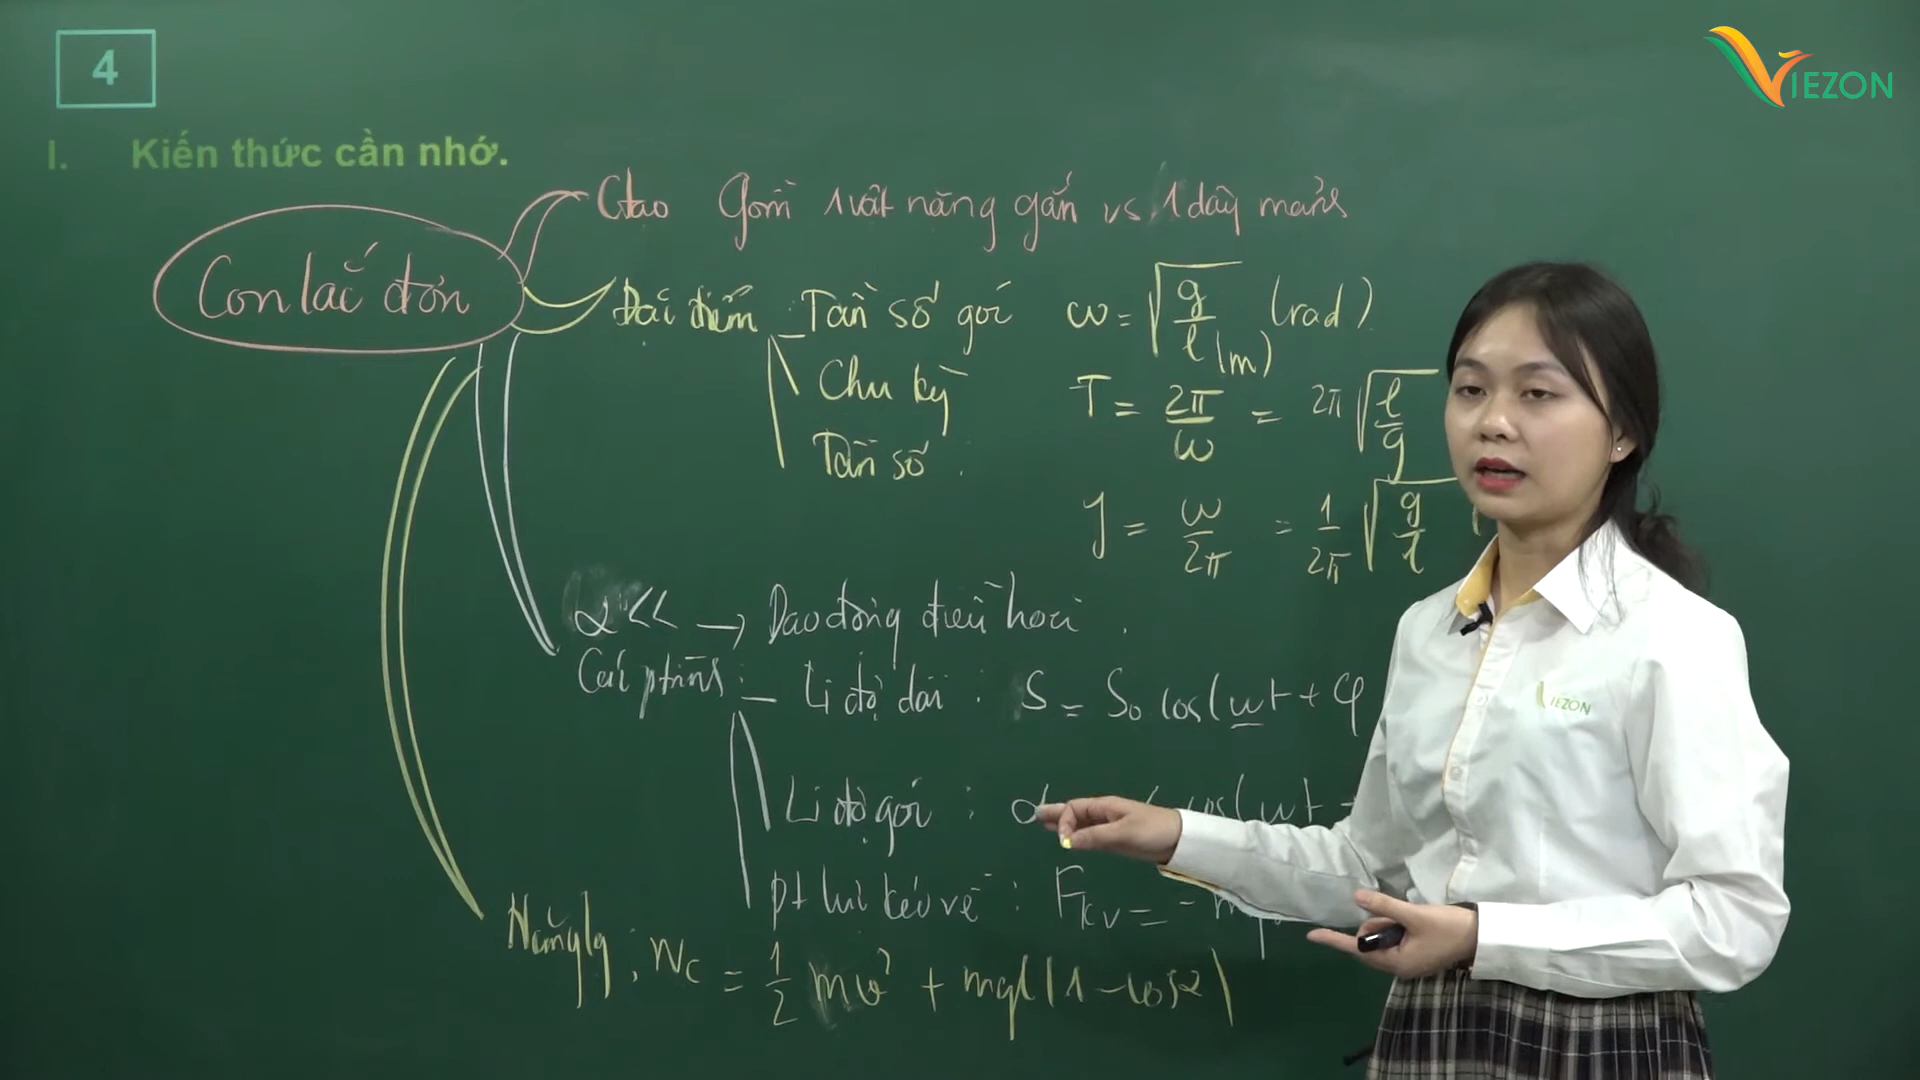 4
VIEZON
I. Kiến thức cần nhớ.
Con lắc đơn
C/tạo Gồm 1 vật nặng gắn vs 1 dây mảnh
Đặc điểm - Tần số góc ω = √(g/l) (rad)
(m)
Chu kỳ T = 2π/ω = 2π√(l/g)
Tần số f = ω/2π = 1/2π √(g/l)
α << → Dao động điều hoà.
Các ptrình: - Li độ dài : S = S₀ cos(ωt + φ
Li độ góc : α cos(ωt +
pt lực kéo về : Fkv = - m
Năng lg : Wc = 1/2 mv² + mgl(1 - cosα)
VIEZON